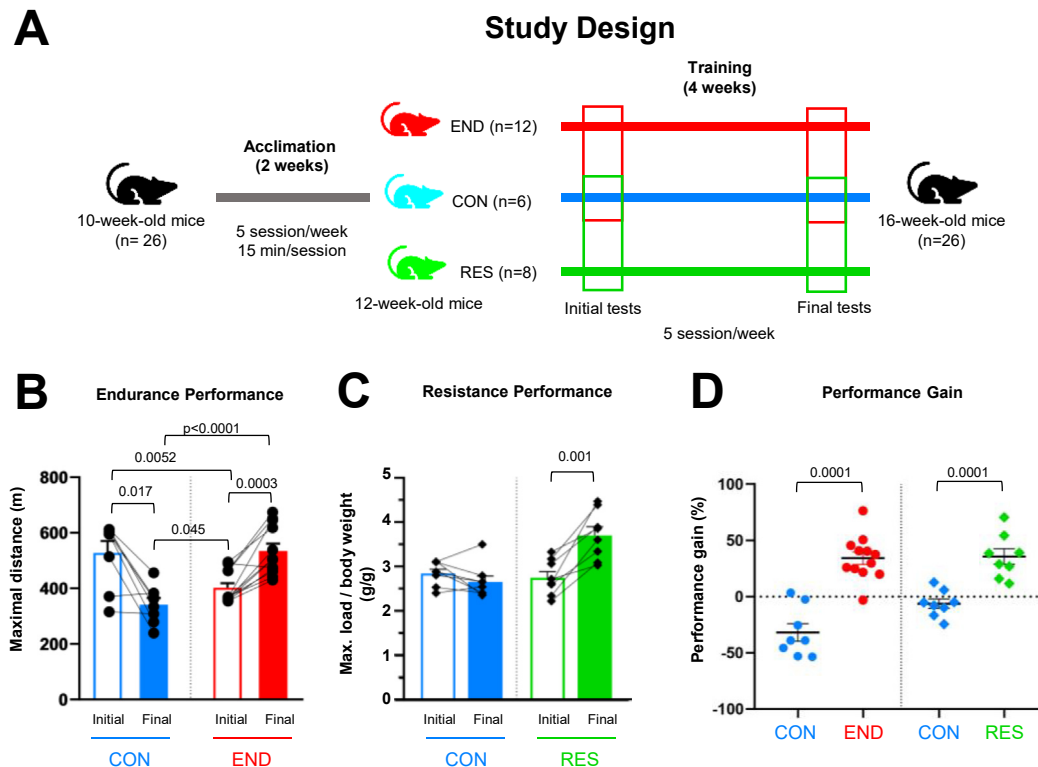 A
Study Design
Training
(4 weeks)
END (n=12)
Acclimation
(2 weeks)
CON (n=6)
10-week-old mice
(n= 26)
5 session/week
15 min/session
16-week-old mice
(n=26)
RES (n=8)
12-week-old mice
Initial tests
Final tests
5 session/week
B
Endurance Performance
p<0.0001
0.0052
0.017
0.0003
0.045
Maximal distance (m)
800
600
400
200
0
Initial
Final
Initial
Final
CON
END
C
Resistance Performance
0.001
Max. load / body weight
(g/g)
5
4
3
2
1
0
Initial
Final
Initial
Final
CON
RES
D
Performance Gain
0.0001
0.0001
Performance gain (%)
100
50
0
-50
-100
CON
END
CON
RES